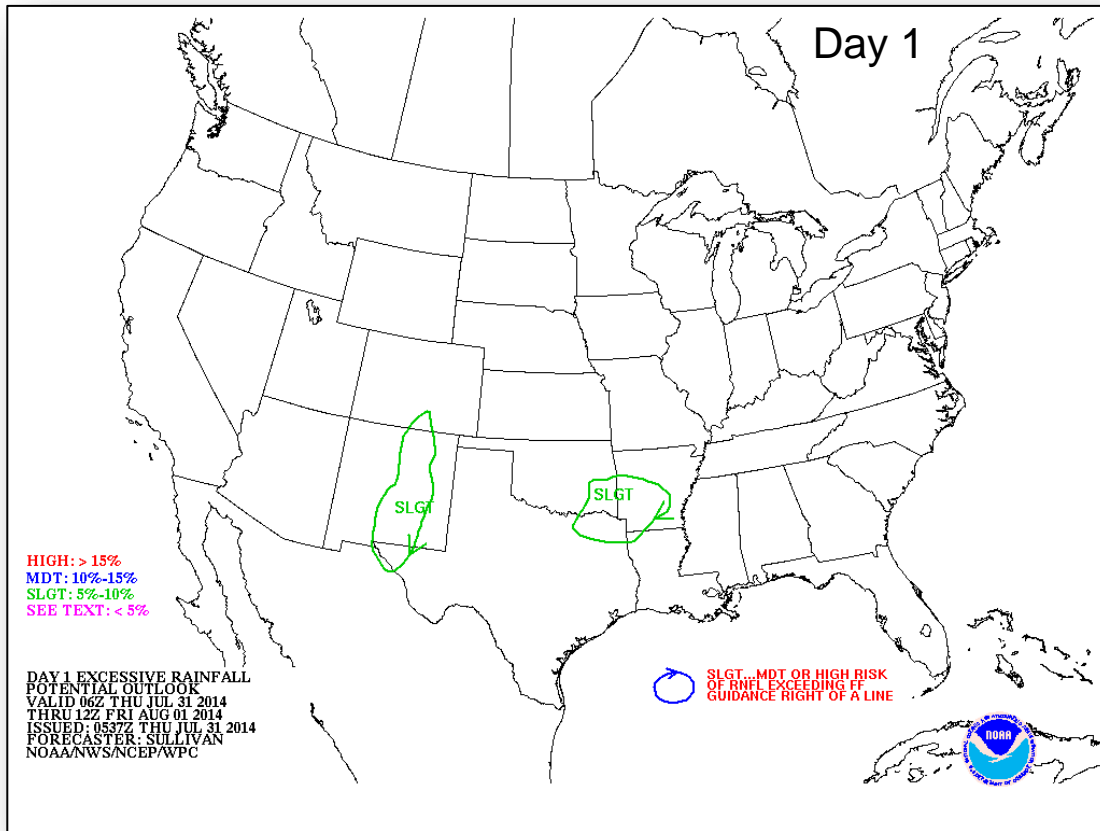 Day 1
SLGT
SLGT
HIGH: > 15%
MDT: 10%-15%
SLGT: 5%-10%
SEE TEXT: < 5%
DAY 1 EXCESSIVE RAINFALL
POTENTIAL OUTLOOK
VALID 06Z THU JUL 31 2014
THRU 12Z FRI AUG 01 2014
ISSUED: 0537Z THU JUL 31 2014
FORECASTER: SULLIVAN
NOAA/NWS/NCEP/WPC
SLGT...MDT OR HIGH RISK
OF RNFL EXCEEDING FF
GUIDANCE RIGHT OF A LINE
NOAA